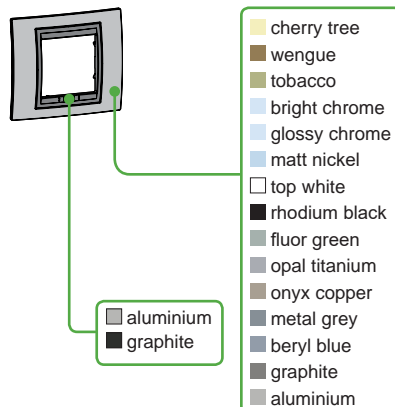 cherry tree
wengue
tobacco
bright chrome
glossy chrome
matt nickel
top white
rhodium black
fluor green
opal titanium
onyx copper
metal grey
beryl blue
graphite
aluminium
aluminium
graphite